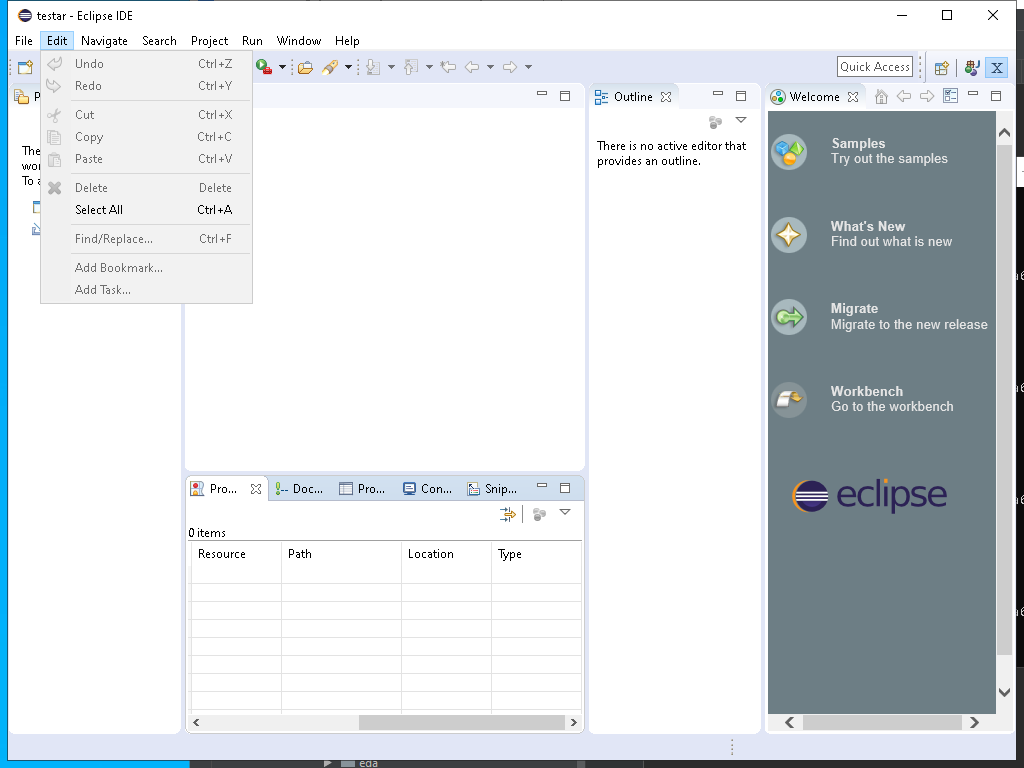 testar - Eclipse IDE
File Edit Navigate Search Project Run Window Help
Undo Ctrl+Z
Redo Ctrl+Y
Cut Ctrl+X
Copy Ctrl+C
Paste Ctrl+V
Delete Delete
Select All Ctrl+A
Find/Replace... Ctrl+F
Add Bookmark...
Add Task...
Quick Access
Outline
There is no active editor that
provides an outline.
Welcome
Samples
Try out the samples
What's New
Find out what is new
Migrate
Migrate to the new release
Workbench
Go to the workbench
eclipse
Pro... Doc... Pro... Con... Snip...
0 items
Resource Path Location Type
eda